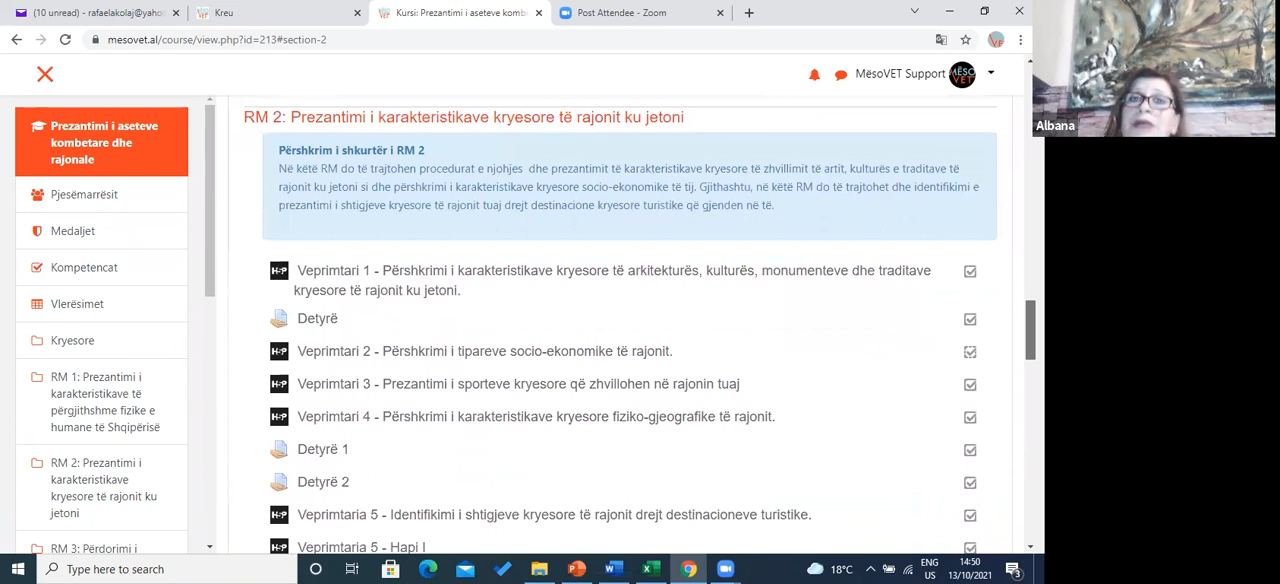 (10 unread) - rafaelakolaj@yaho
Kreu
Kursi: Prezantimi i aseteve kombe
Post Attendee - Zoom
mesovet.al/course/view.php?id=213#section-2
MësoVET Support
MËSO
VET
Albana
Prezantimi i aseteve
kombetare dhe
rajonale
Pjesëmarrësit
Medaljet
Kompetencat
Vlerësimet
Kryesore
RM 1: Prezantimi i
karakteristikave të
përgjithshme fizike e
humane të Shqipërisë
RM 2: Prezantimi i
karakteristikave
kryesore të rajonit ku
jetoni
RM 3: Përdorimi i
RM 2: Prezantimi i karakteristikave kryesore të rajonit ku jetoni
Përshkrim i shkurtër i RM 2
Në këtë RM do të trajtohen procedurat e njohjes dhe prezantimit të karakteristikave kryesore të zhvillimit të artit, kulturës e traditave të
rajonit ku jetoni si dhe përshkrimi i karakteristikave kryesore socio-ekonomike të tij. Gjithashtu, në këtë RM do të trajtohet dhe identifikimi e
prezantimi i shtigjeve kryesore të rajonit tuaj drejt destinacione kryesore turistike që gjenden në të.
H-P Veprimtari 1 - Përshkrimi i karakteristikave kryesore të arkitekturës, kulturës, monumenteve dhe traditave
kryesore të rajonit ku jetoni.
Detyrë
H-P Veprimtari 2 - Përshkrimi i tipareve socio-ekonomike të rajonit.
H-P Veprimtari 3 - Prezantimi i sporteve kryesore që zhvillohen në rajonin tuaj
H-P Veprimtari 4 - Përshkrimi i karakteristikave kryesore fiziko-gjeografike të rajonit.
Detyrë 1
Detyrë 2
H-P Veprimtaria 5 - Identifikimi i shtigjeve kryesore të rajonit drejt destinacioneve turistike.
H-P Veprimtaria 5 - Hapi I
Type here to search
18°C
ENG
US
14:50
13/10/2021
3